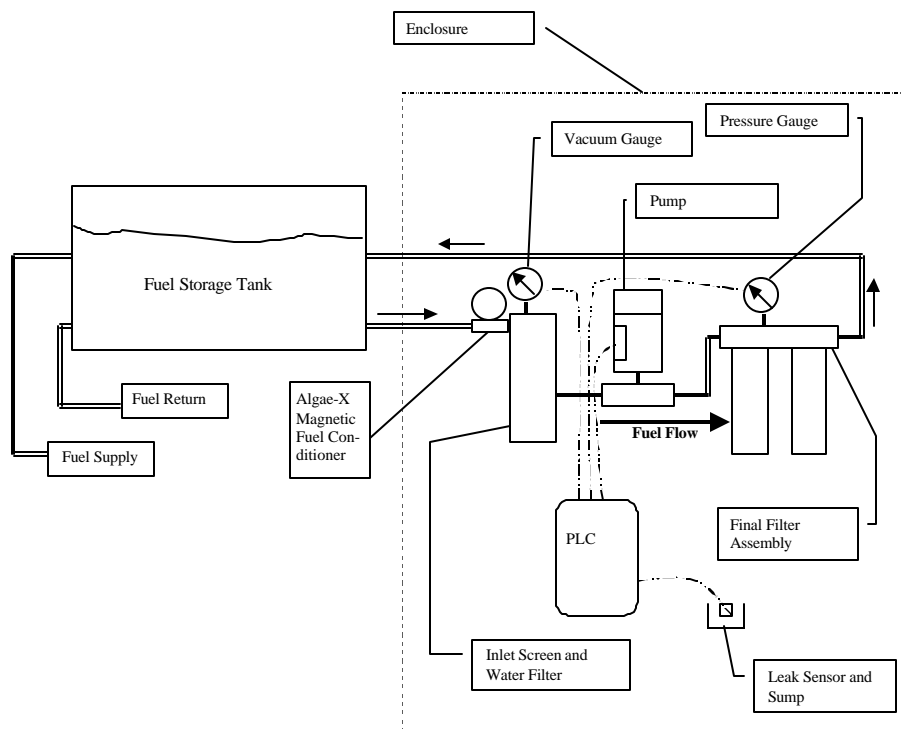 Enclosure
Pressure Gauge
Vacuum Gauge
Pump
Fuel Storage Tank
Fuel Return
Algae-X
Magnetic
Fuel Con-
ditioner
Fuel Flow
Fuel Supply
PLC
Final Filter
Assembly
Inlet Screen and
Water Filter
Leak Sensor and
Sump